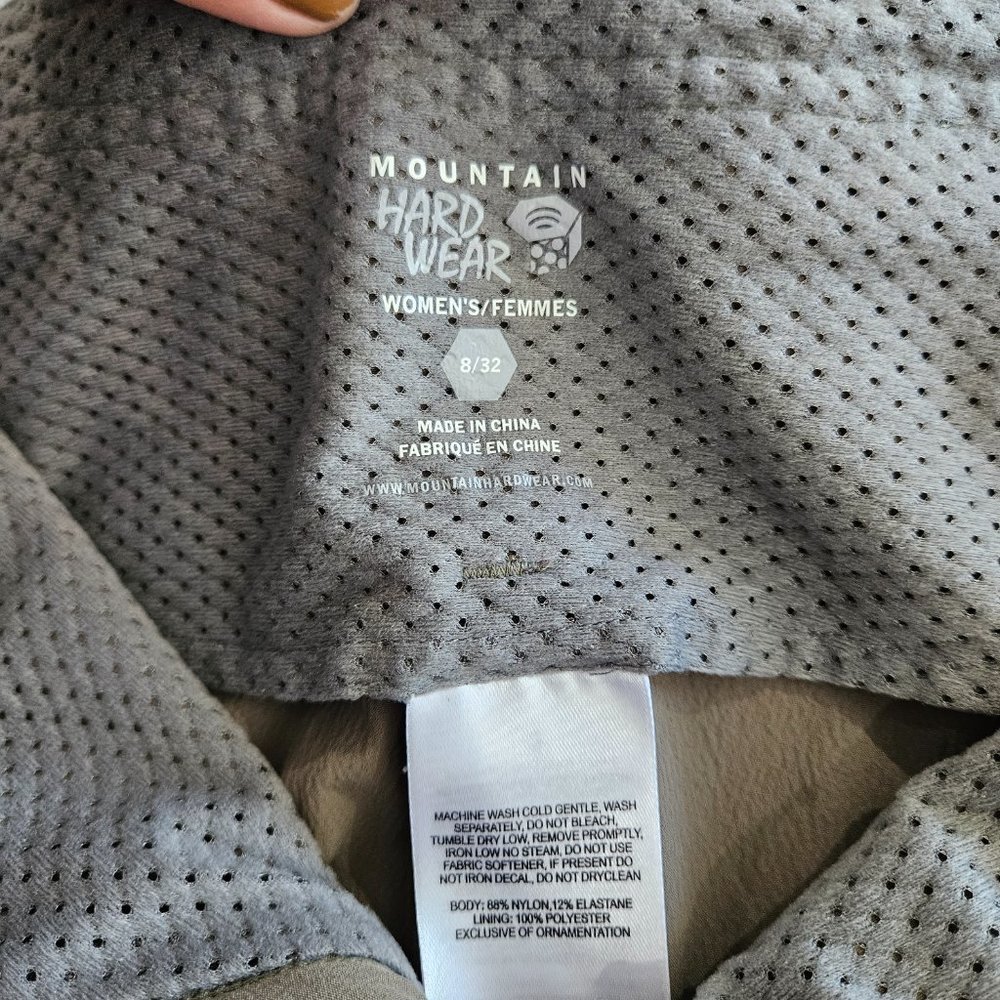 MOUNTAIN
HARD
WEAR
WOMEN'S/FEMMES
8/32
MADE IN CHINA
FABRIQUÉ EN CHINE
WWW.MOUNTAINHARDWEAR.COM
MACHINE WASH COLD GENTLE, WASH
SEPARATELY, DO NOT BLEACH,
TUMBLE DRY LOW, REMOVE PROMPTLY,
IRON LOW NO STEAM, DO NOT USE
FABRIC SOFTENER, IF PRESENT DO
NOT IRON DECAL, DO NOT DRYCLEAN
BODY: 88% NYLON,12% ELASTANE
LINING: 100% POLYESTER
EXCLUSIVE OF ORNAMENTATION